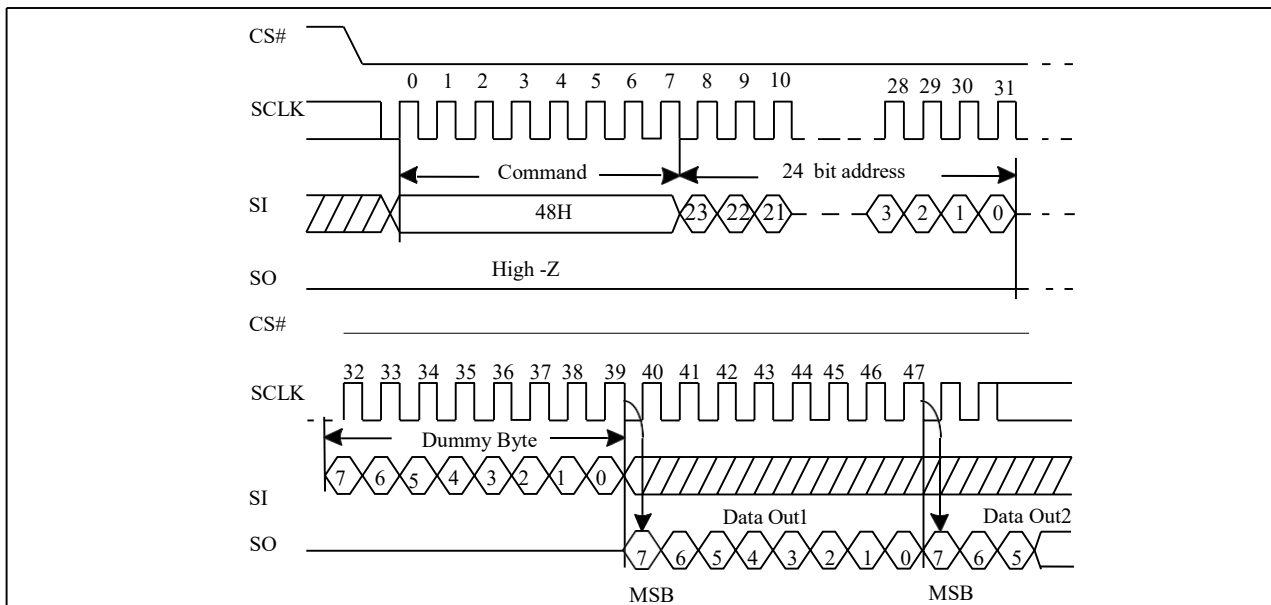 CS#
0 1 2 3 4 5 6 7 8 9 10 28 29 30 31
SCLK
Command 24 bit address
SI 48H 23 22 21 3 2 1 0
High -Z
SO
CS#
32 33 34 35 36 37 38 39 40 41 42 43 44 45 46 47
SCLK
Dummy Byte
7 6 5 4 3 2 1 0
SI
Data Out1 Data Out2
SO 7 6 5 4 3 2 1 0 7 6 5
MSB MSB